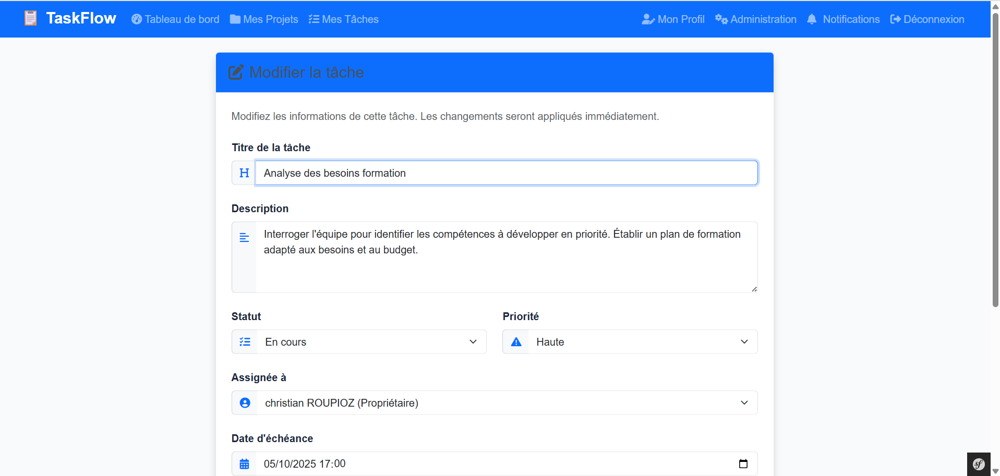 TaskFlow
Tableau de bord
Mes Projets
Mes Tâches
Mon Profil
Administration
Notifications
Déconnexion
Modifier la tâche
Modifiez les informations de cette tâche. Les changements seront appliqués immédiatement.
Titre de la tâche
Analyse des besoins formation
Description
Interroger l'équipe pour identifier les compétences à développer en priorité. Établir un plan de formation
adapté aux besoins et au budget.
Statut
Priorité
En cours
Haute
Assignée à
christian ROUPIOZ (Propriétaire)
Date d'échéance
05/10/2025 17:00
sf